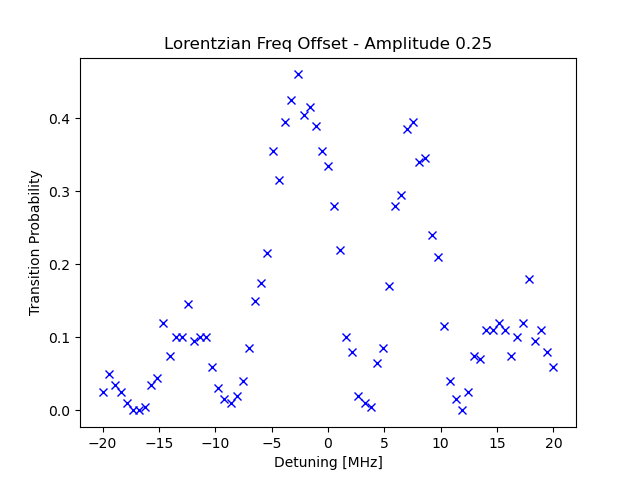 Lorentzian Freq Offset - Amplitude 0.25
Transition Probability
0.4
0.3
0.2
0.1
0.0
−20 −15 −10 −5 0 5 10 15 20
Detuning [MHz]